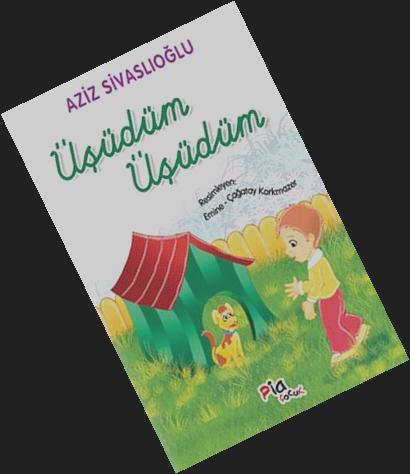 AZİZ SİVASLIOĞLU
Üşüdüm
Üşüdüm
Resimleyen:
Emine - Çağatay Korkmazer
Pia
çocuk